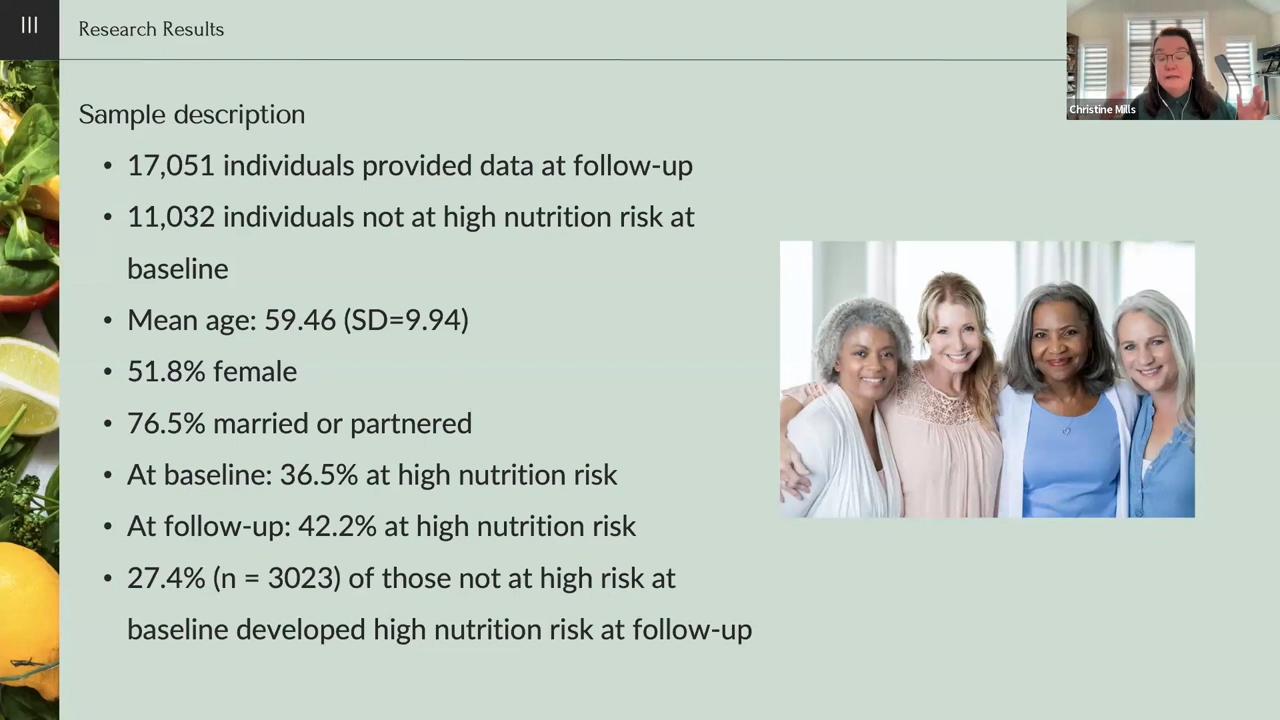 III
Research Results
Christine Mills
Sample description
• 17,051 individuals provided data at follow-up
• 11,032 individuals not at high nutrition risk at
baseline
• Mean age: 59.46 (SD=9.94)
• 51.8% female
• 76.5% married or partnered
• At baseline: 36.5% at high nutrition risk
• At follow-up: 42.2% at high nutrition risk
• 27.4% (n = 3023) of those not at high risk at
baseline developed high nutrition risk at follow-up